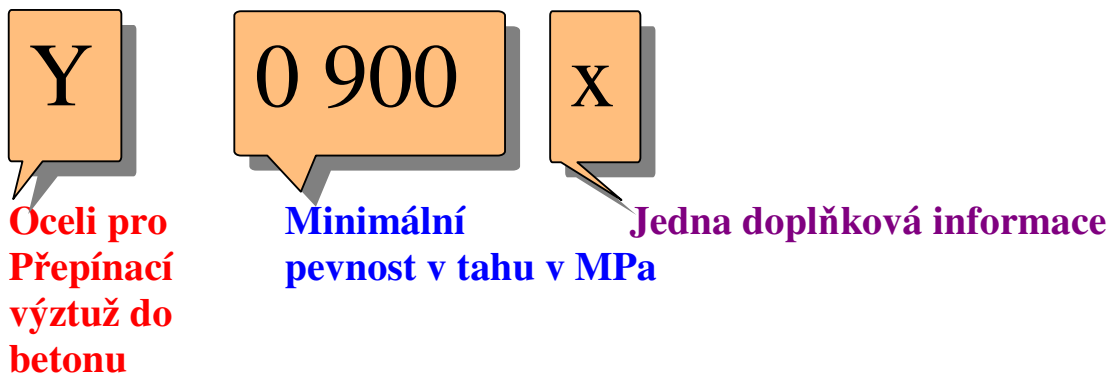 Y 0 900 x
Oceli pro
Přepínací
výztuž do
betonu
Minimální
pevnost v tahu v MPa
Jedna doplňková informace